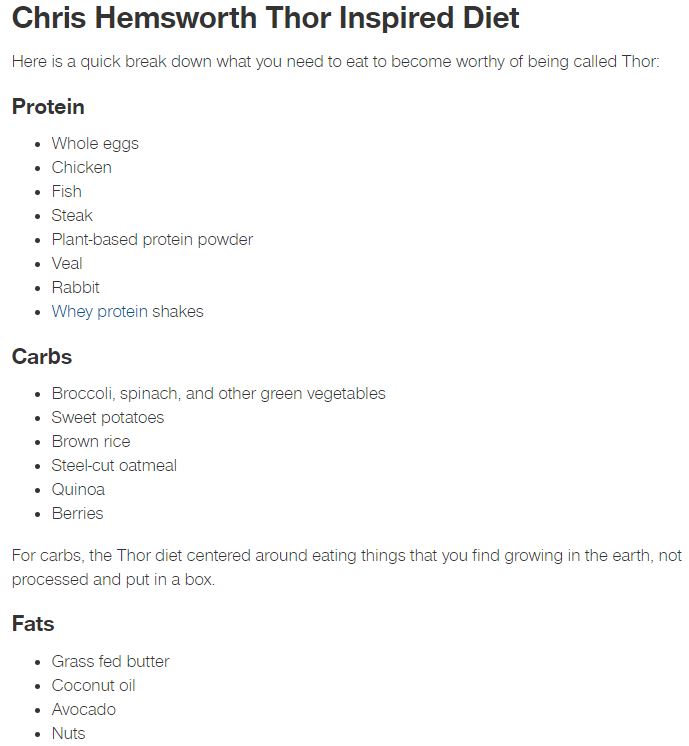 Chris Hemsworth Thor Inspired Diet
Here is a quick break down what you need to eat to become worthy of being called Thor:
Protein
• Whole eggs
• Chicken
• Fish
• Steak
• Plant-based protein powder
• Veal
• Rabbit
• Whey protein shakes
Carbs
• Broccoli, spinach, and other green vegetables
• Sweet potatoes
• Brown rice
• Steel-cut oatmeal
• Quinoa
• Berries
For carbs, the Thor diet centered around eating things that you find growing in the earth, not
processed and put in a box.
Fats
• Grass fed butter
• Coconut oil
• Avocado
• Nuts